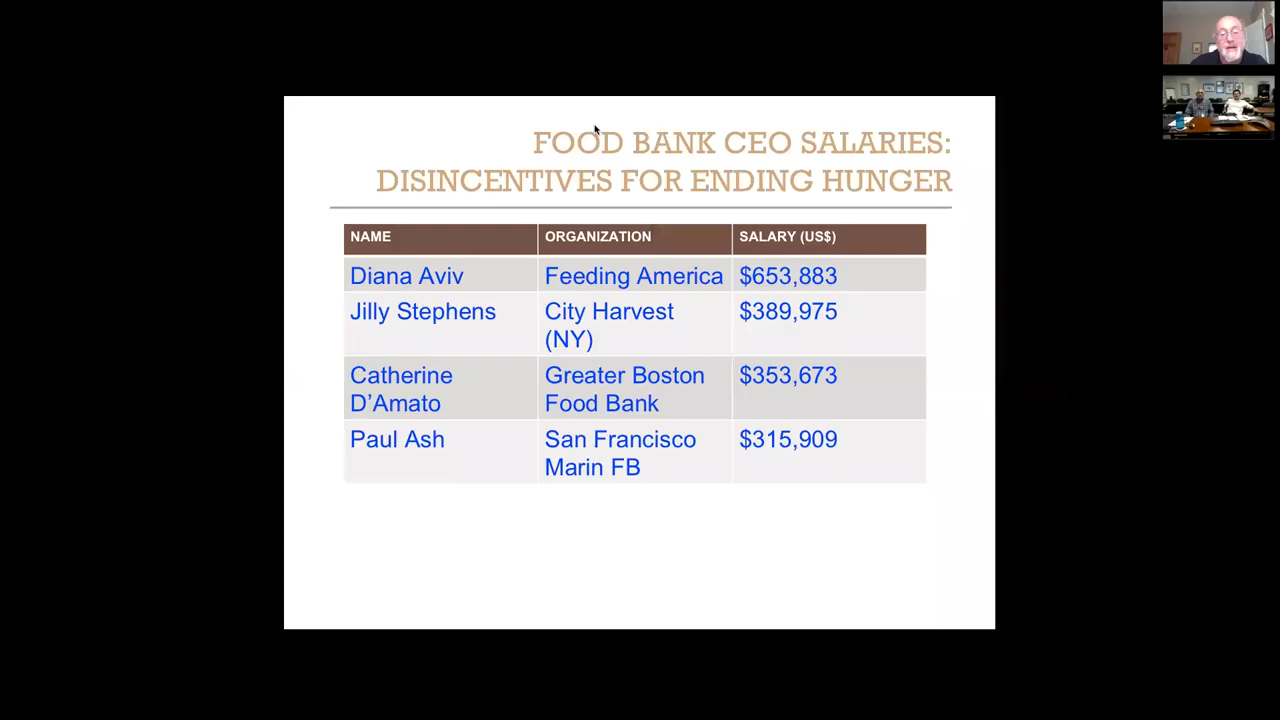 FOOD BANK CEO SALARIES:
DISINCENTIVES FOR ENDING HUNGER
NAME ORGANIZATION SALARY (US$)
Diana Aviv Feeding America $653,883
Jilly Stephens City Harvest $389,975
(NY)
Catherine Greater Boston $353,673
D’Amato Food Bank
Paul Ash San Francisco $315,909
Marin FB